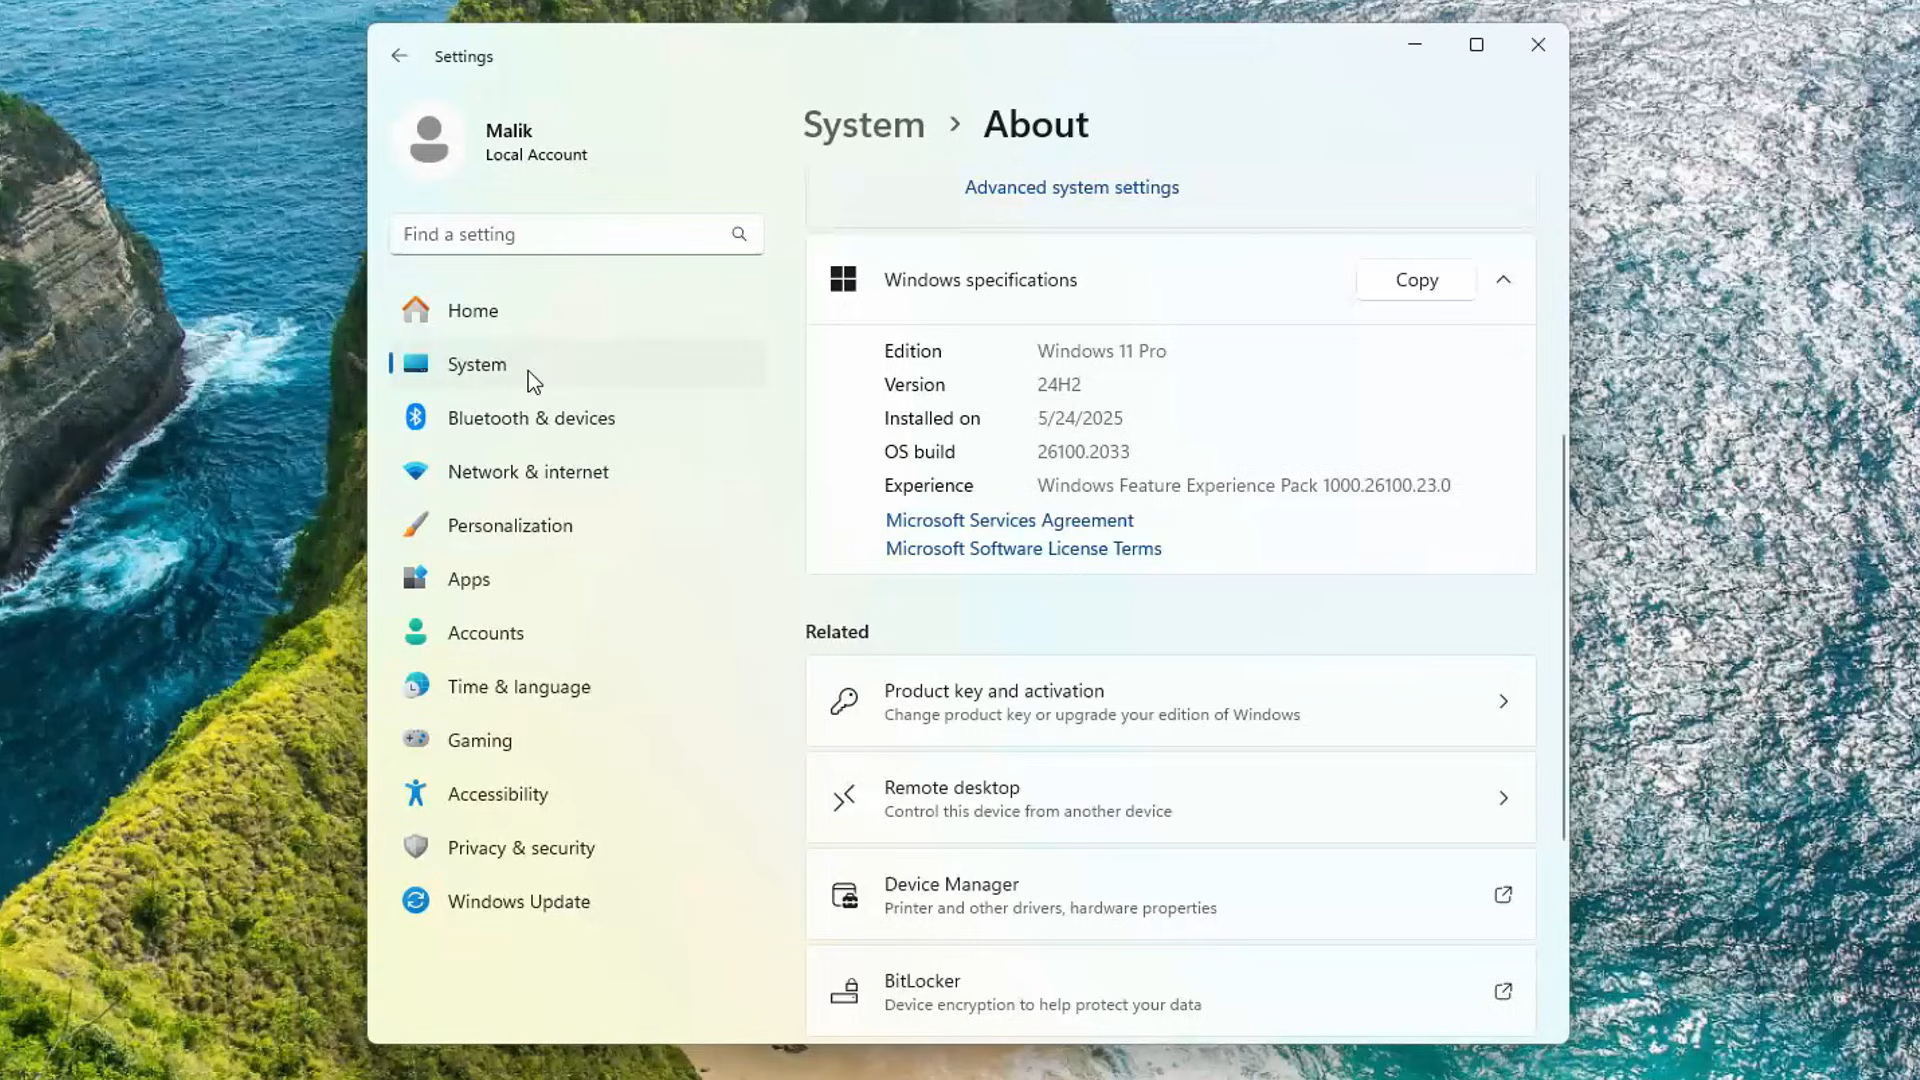 Settings
Malik
Local Account
Find a setting
Home
System
Bluetooth & devices
Network & internet
Personalization
Apps
Accounts
Time & language
Gaming
Accessibility
Privacy & security
Windows Update
System > About
Advanced system settings
Windows specifications
Copy
Edition Windows 11 Pro
Version 24H2
Installed on 5/24/2025
OS build 26100.2033
Experience Windows Feature Experience Pack 1000.26100.23.0
Microsoft Services Agreement
Microsoft Software License Terms
Related
Product key and activation
Change product key or upgrade your edition of Windows
Remote desktop
Control this device from another device
Device Manager
Printer and other drivers, hardware properties
BitLocker
Device encryption to help protect your data